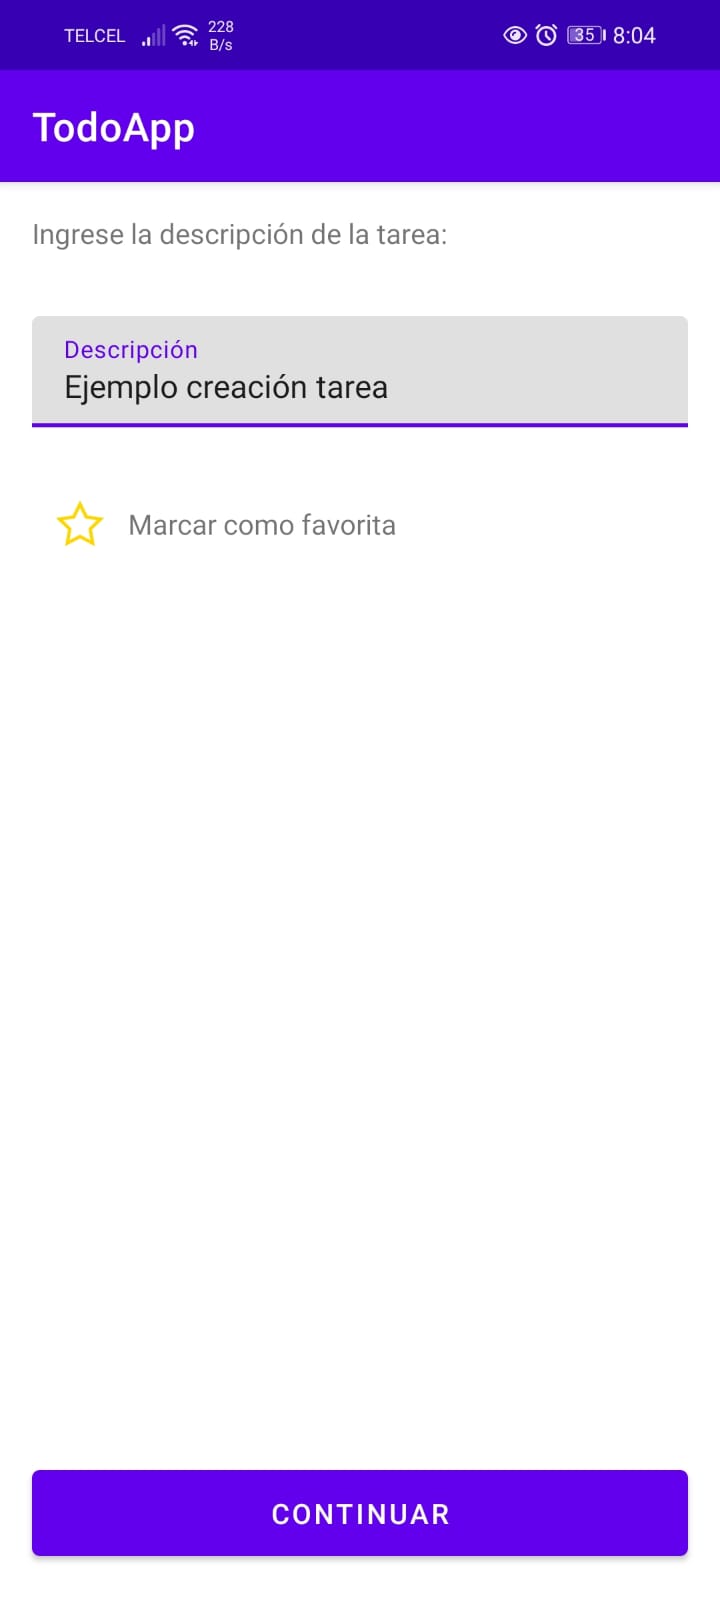 TELCEL 228 B/s 35 8:04
TodoApp
Ingrese la descripción de la tarea:
Descripción
Ejemplo creación tarea
Marcar como favorita
CONTINUAR